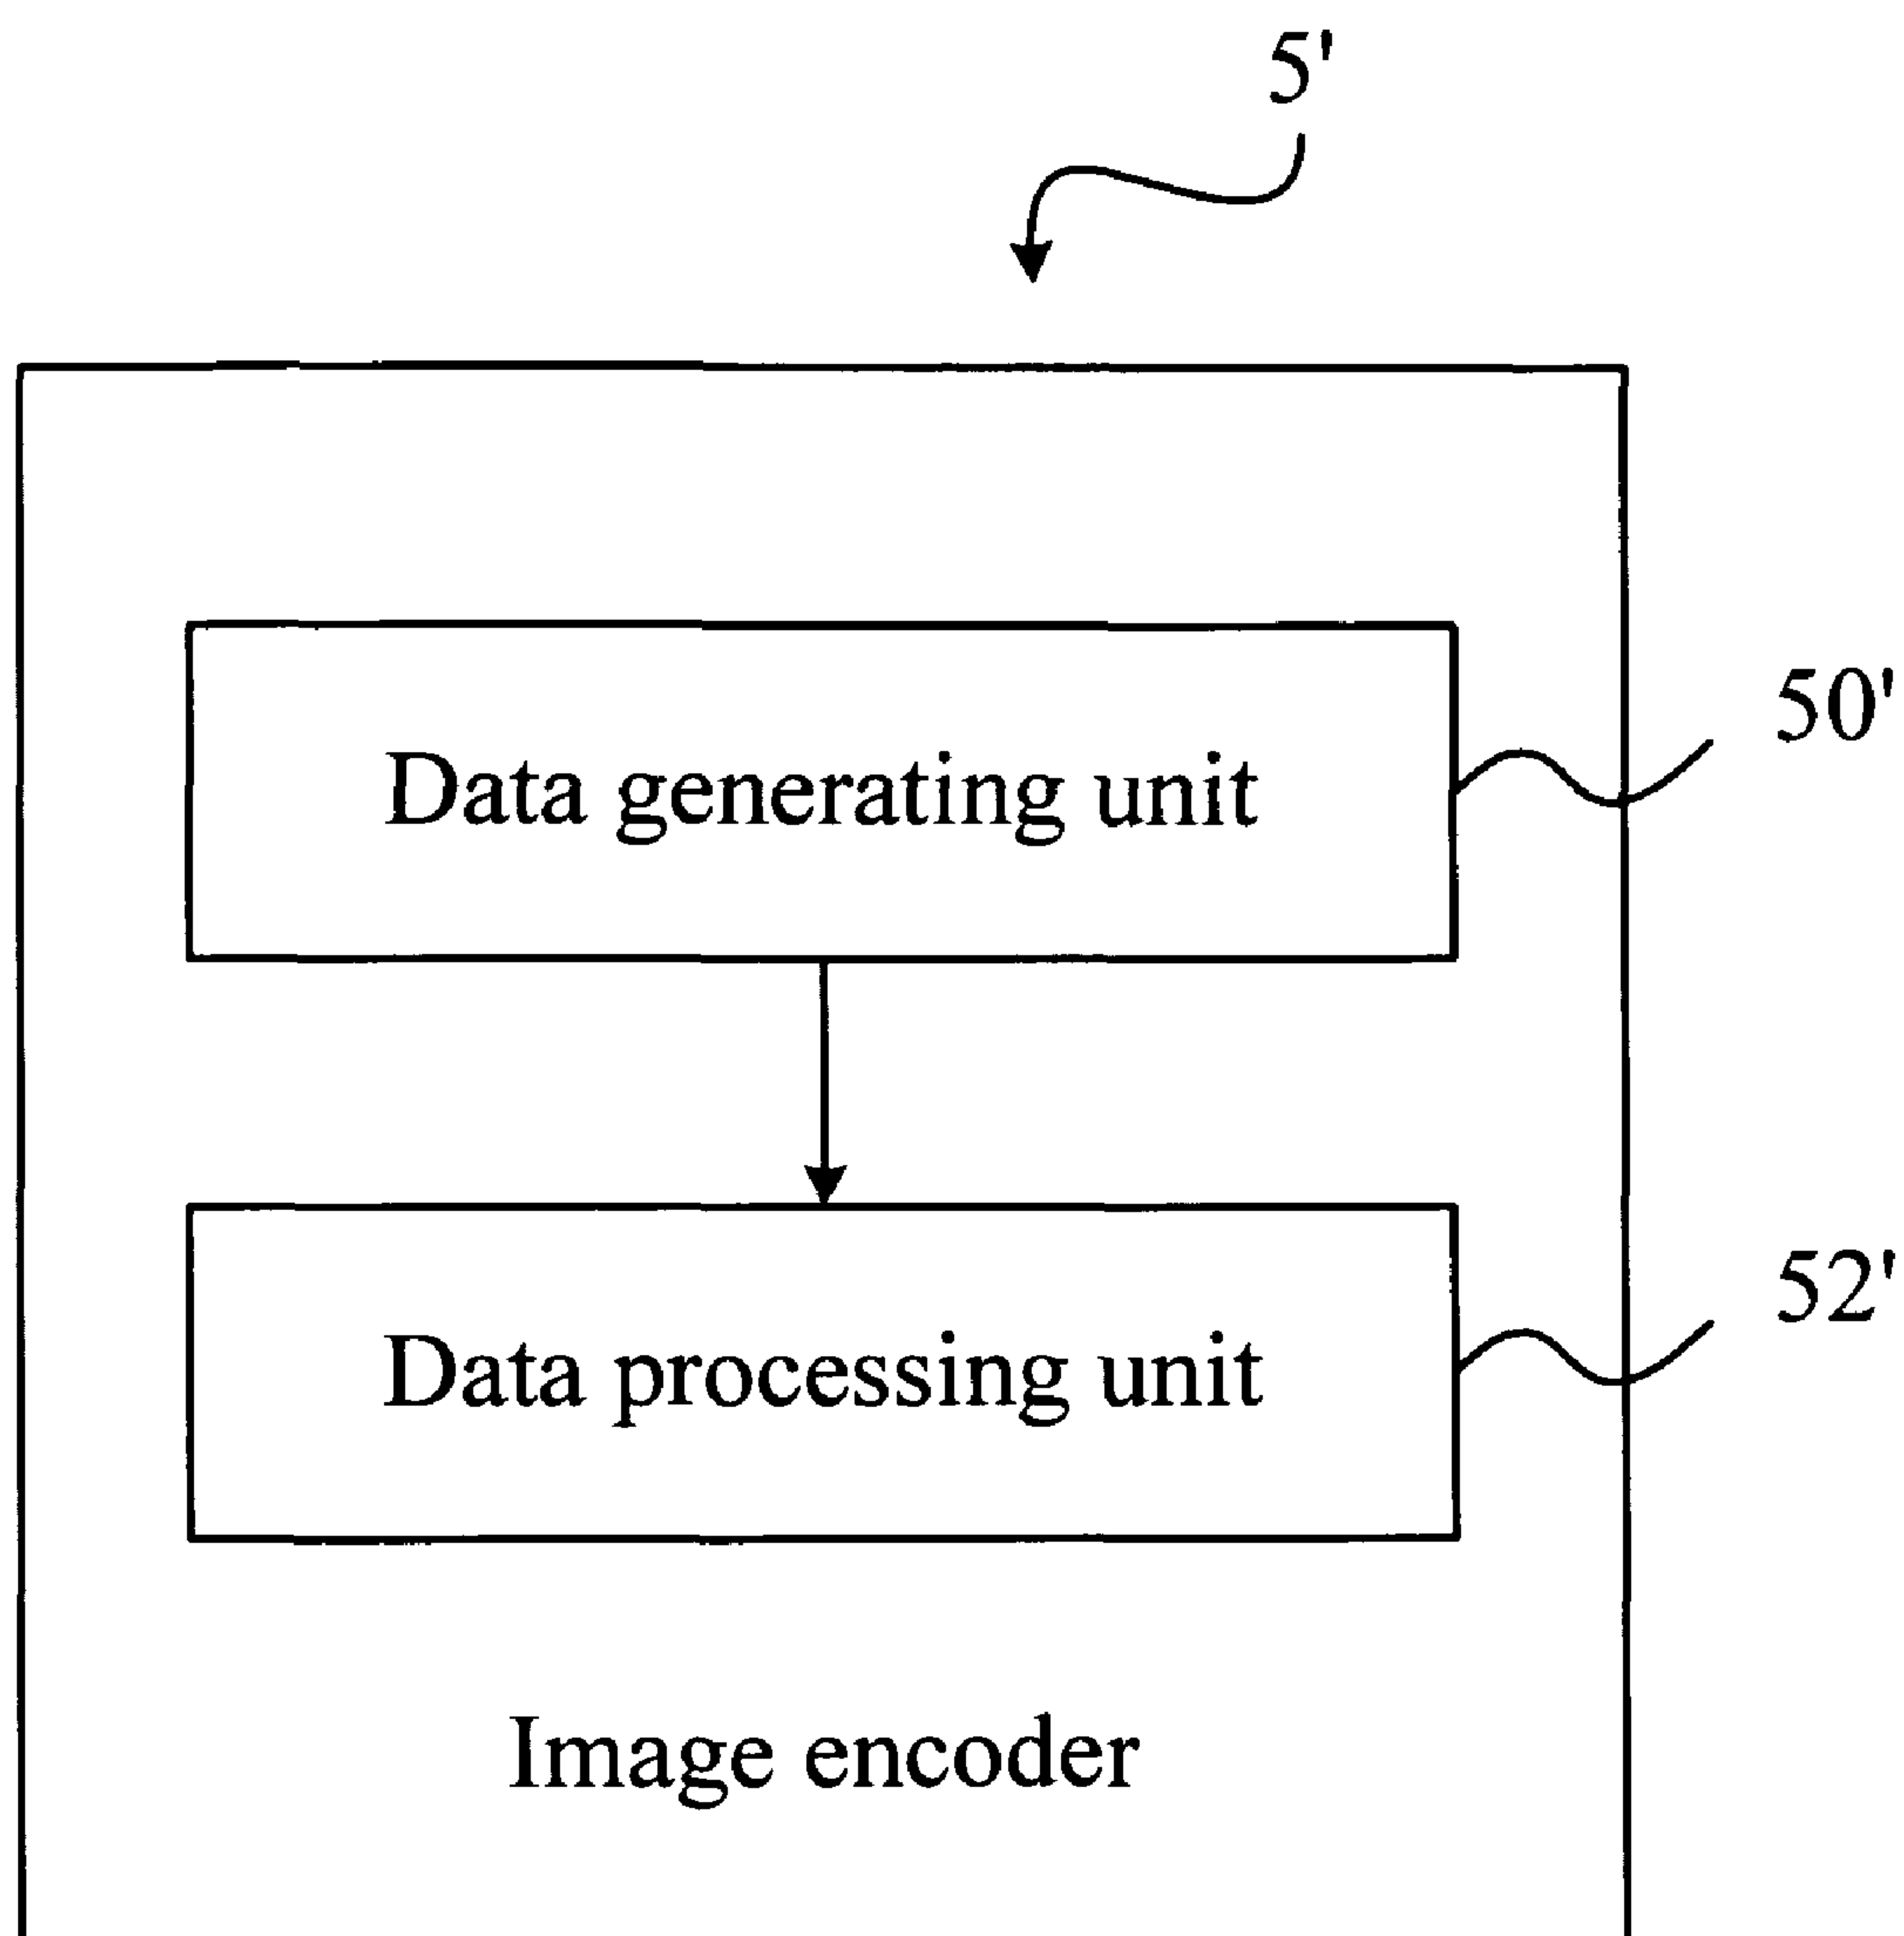 5'
50'
Data generating unit
52'
Data processing unit
Image encoder